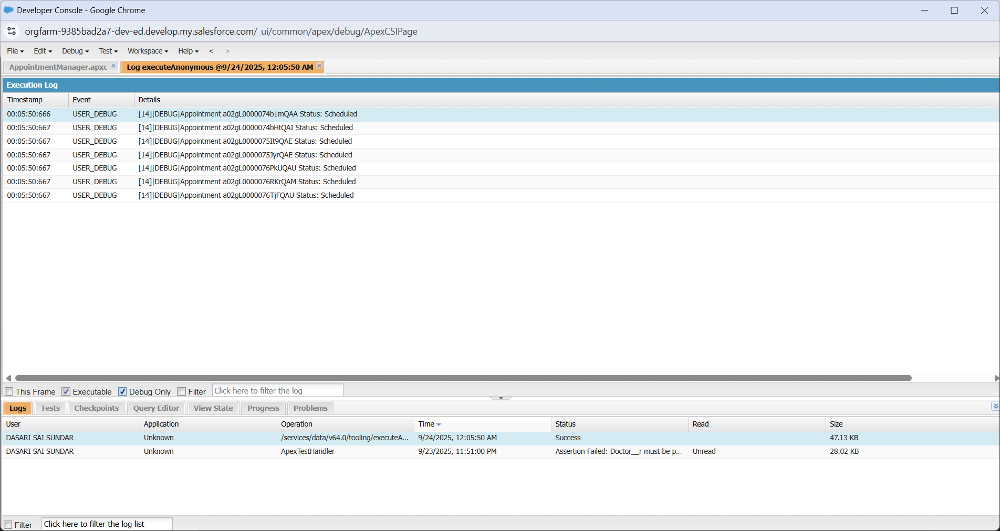 Developer Console - Google Chrome
orgfarm-9385bad2a7-dev-ed.develop.my.salesforce.com/_ui/common/apex/debug/ApexCSIPage
File Edit Debug Test Workspace Help < >
AppointmentManager.apxc Log executeAnonymous @9/24/2025, 12:05:50 AM
Execution Log
Timestamp Event Details
00:05:50:666 USER_DEBUG [14]|DEBUG|Appointment a02gL0000074b1mQAA Status: Scheduled
00:05:50:667 USER_DEBUG [14]|DEBUG|Appointment a02gL0000074bHtQAI Status: Scheduled
00:05:50:667 USER_DEBUG [14]|DEBUG|Appointment a02gL0000075It9QAE Status: Scheduled
00:05:50:667 USER_DEBUG [14]|DEBUG|Appointment a02gL0000075JyrQAE Status: Scheduled
00:05:50:667 USER_DEBUG [14]|DEBUG|Appointment a02gL0000076PkUQAU Status: Scheduled
00:05:50:667 USER_DEBUG [14]|DEBUG|Appointment a02gL0000076RKrQAM Status: Scheduled
00:05:50:667 USER_DEBUG [14]|DEBUG|Appointment a02gL0000076TjFQAU Status: Scheduled
This Frame Executable Debug Only Filter Click here to filter the log
Logs Tests Checkpoints Query Editor View State Progress Problems
User Application Operation Time Status Read Size
DASARI SAI SUNDAR Unknown /services/data/v64.0/tooling/executeA... 9/24/2025, 12:05:50 AM Success 47.13 KB
DASARI SAI SUNDAR Unknown ApexTestHandler 9/23/2025, 11:51:00 PM Assertion Failed: Doctor__r must be p... Unread 28.02 KB
Filter Click here to filter the log list